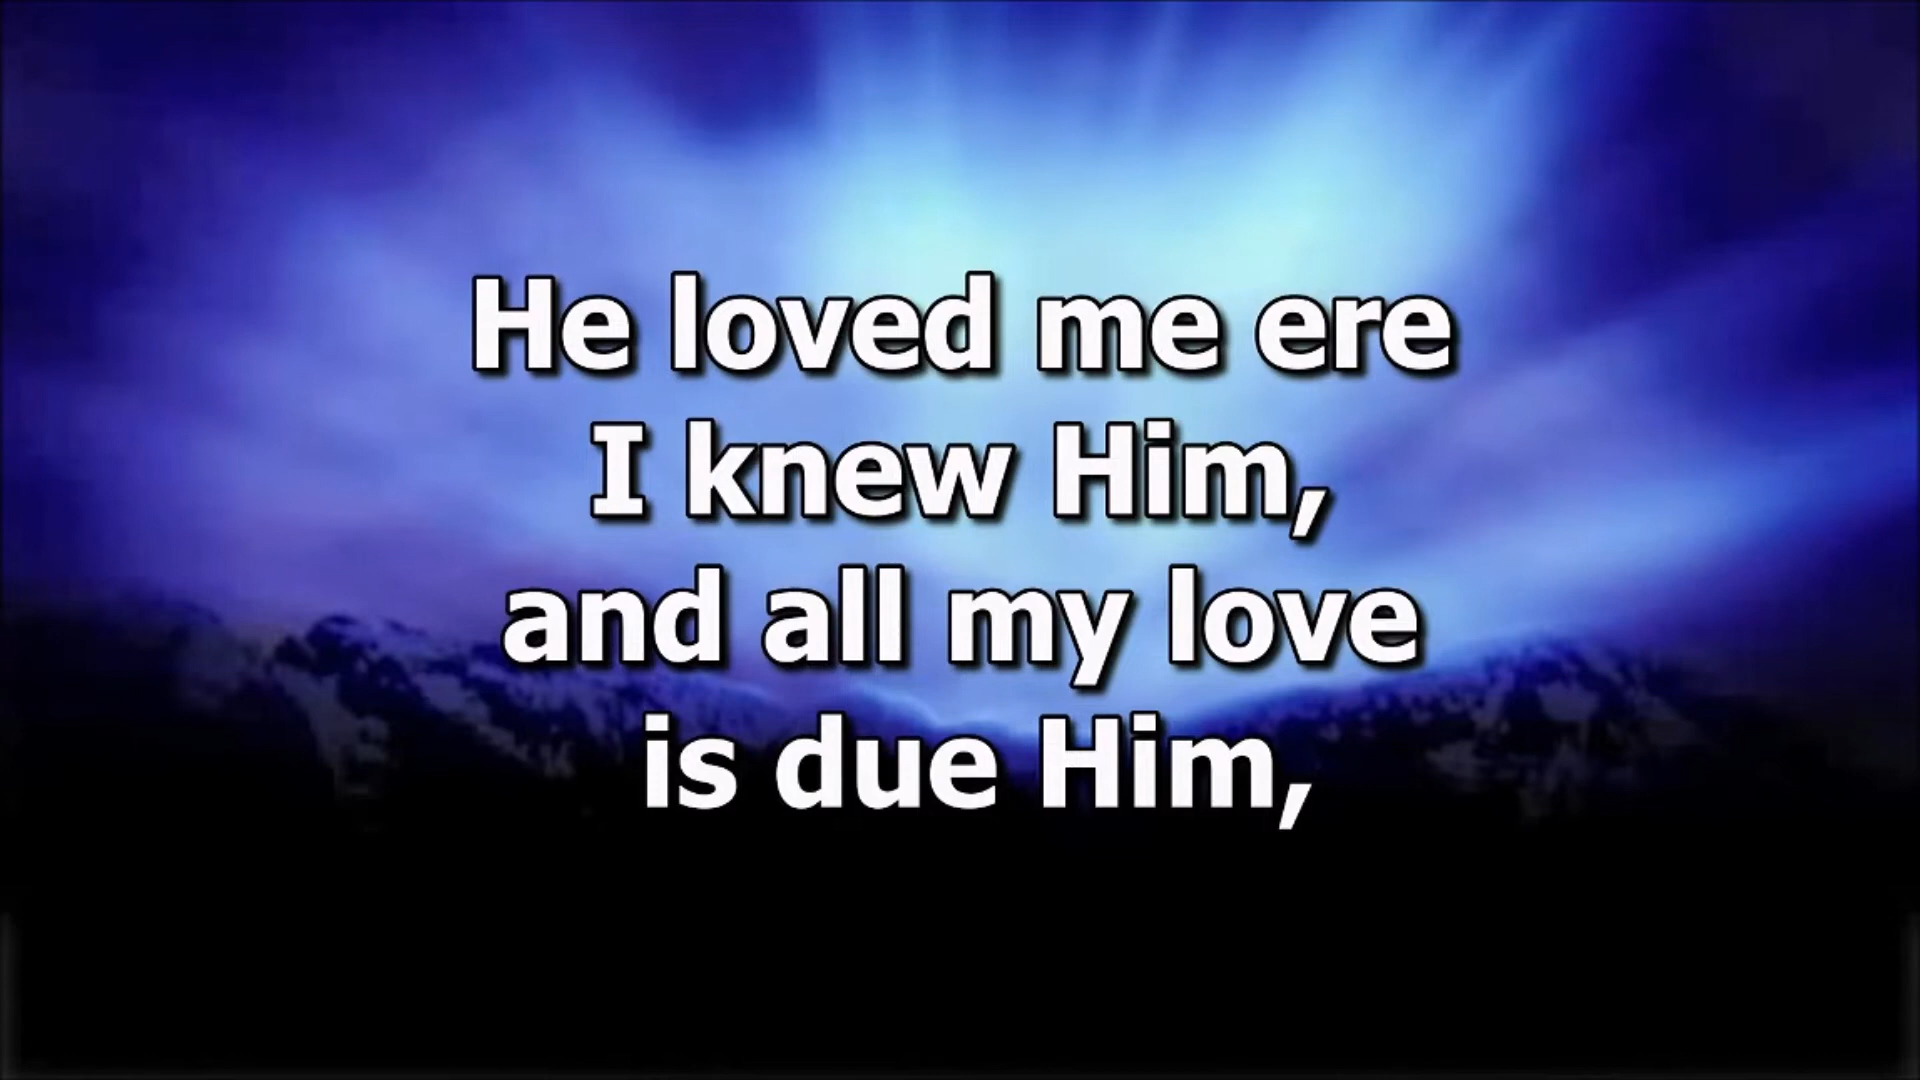 He loved me ere
I knew Him,
and all my love
is due Him,